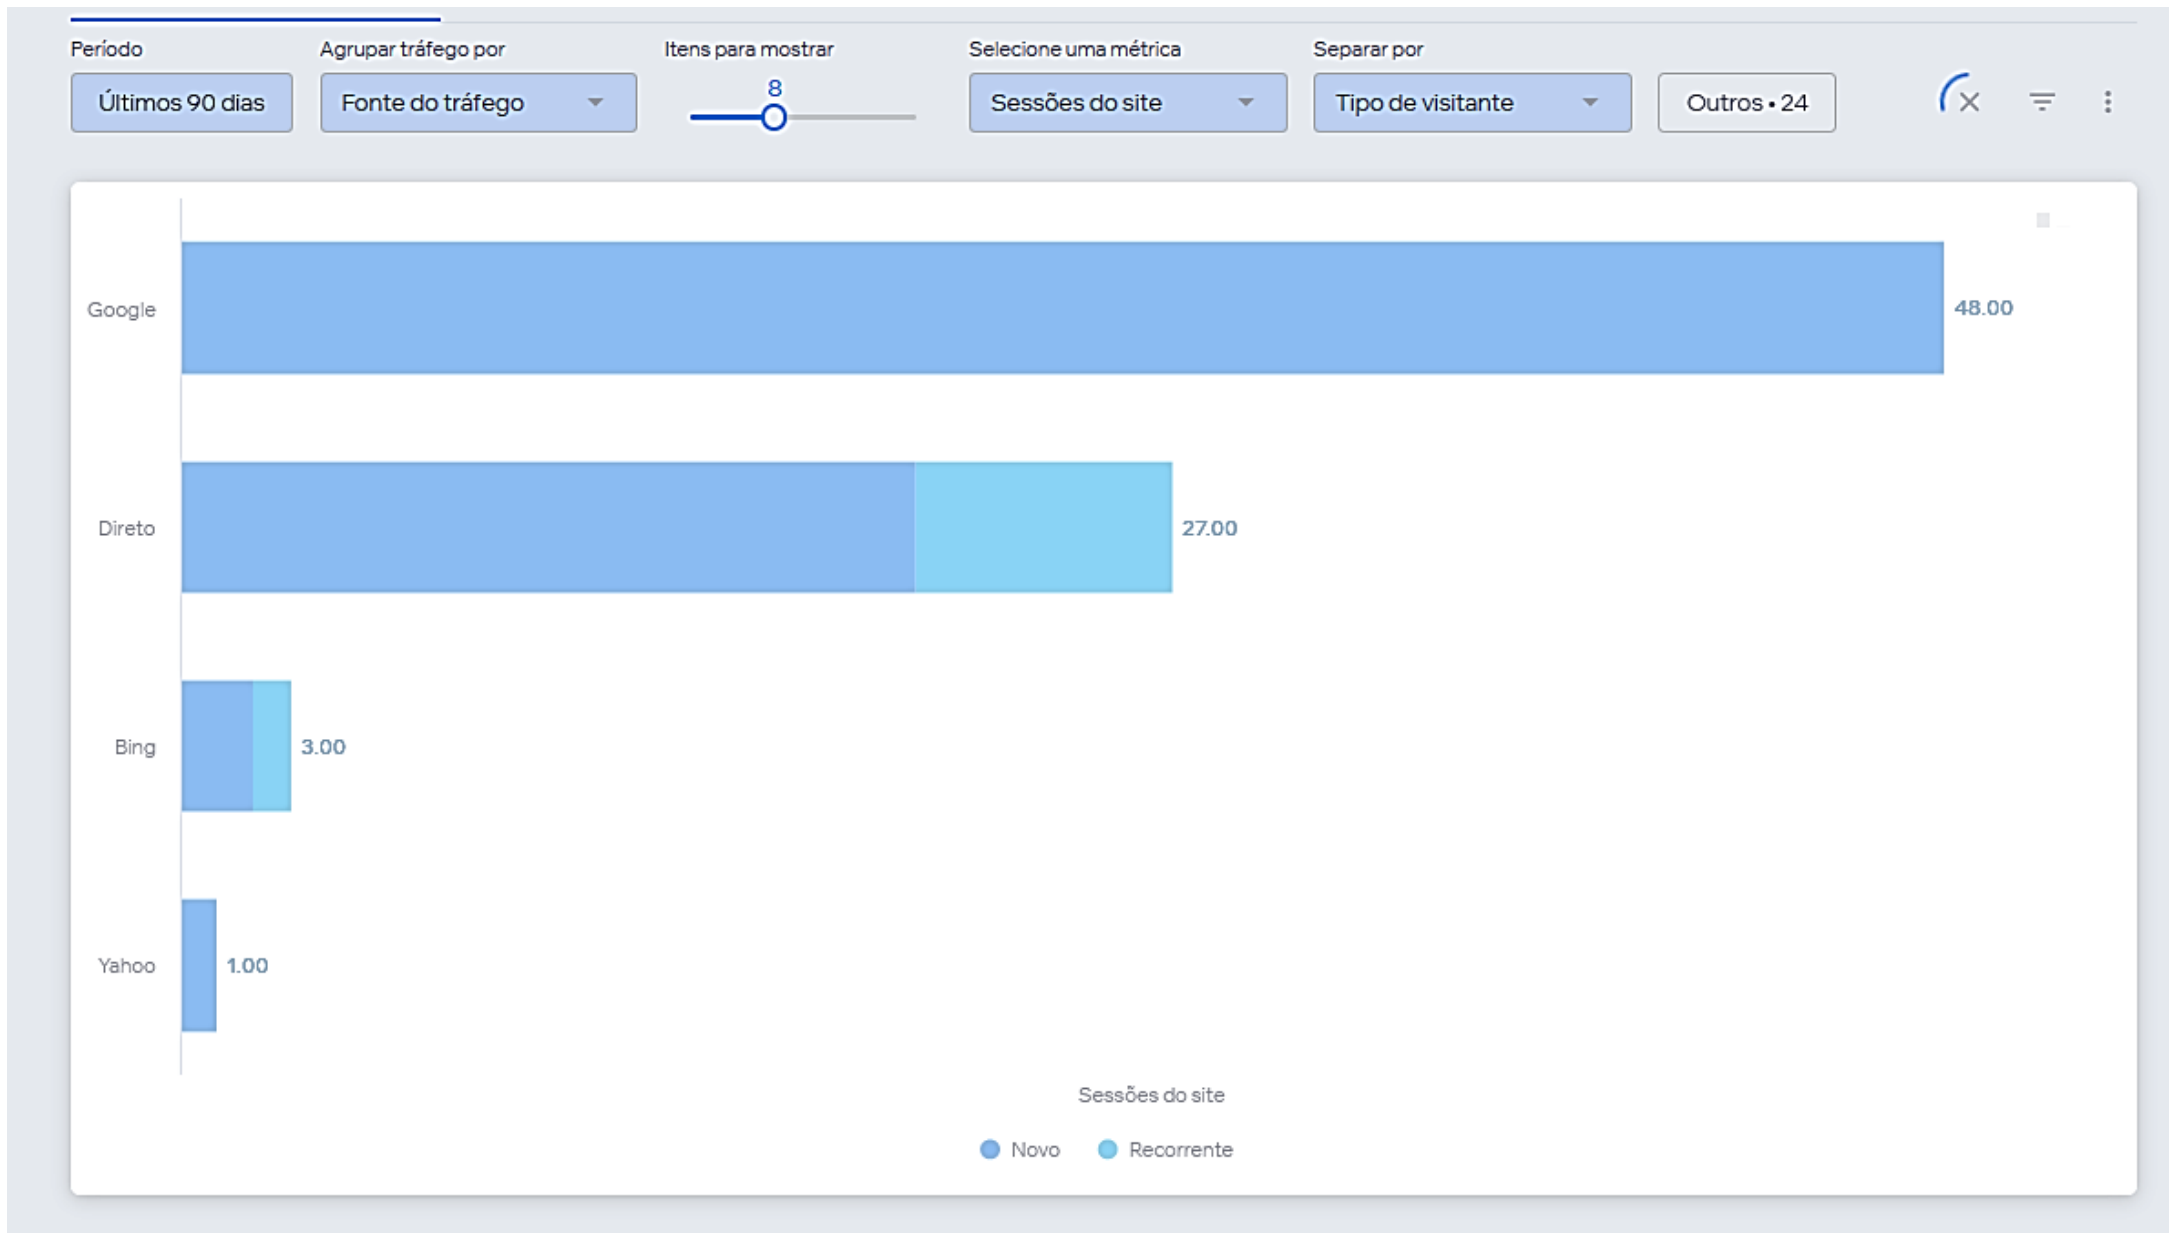 Período
Agrupar tráfego por
Itens para mostrar
Selecione uma métrica
Separar por
Últimos 90 dias
Fonte do tráfego
8
Sessões do site
Tipo de visitante
Outros • 24
Google
48.00
Direto
27.00
Bing
3.00
Yahoo
1.00
Sessões do site
Novo
Recorrente